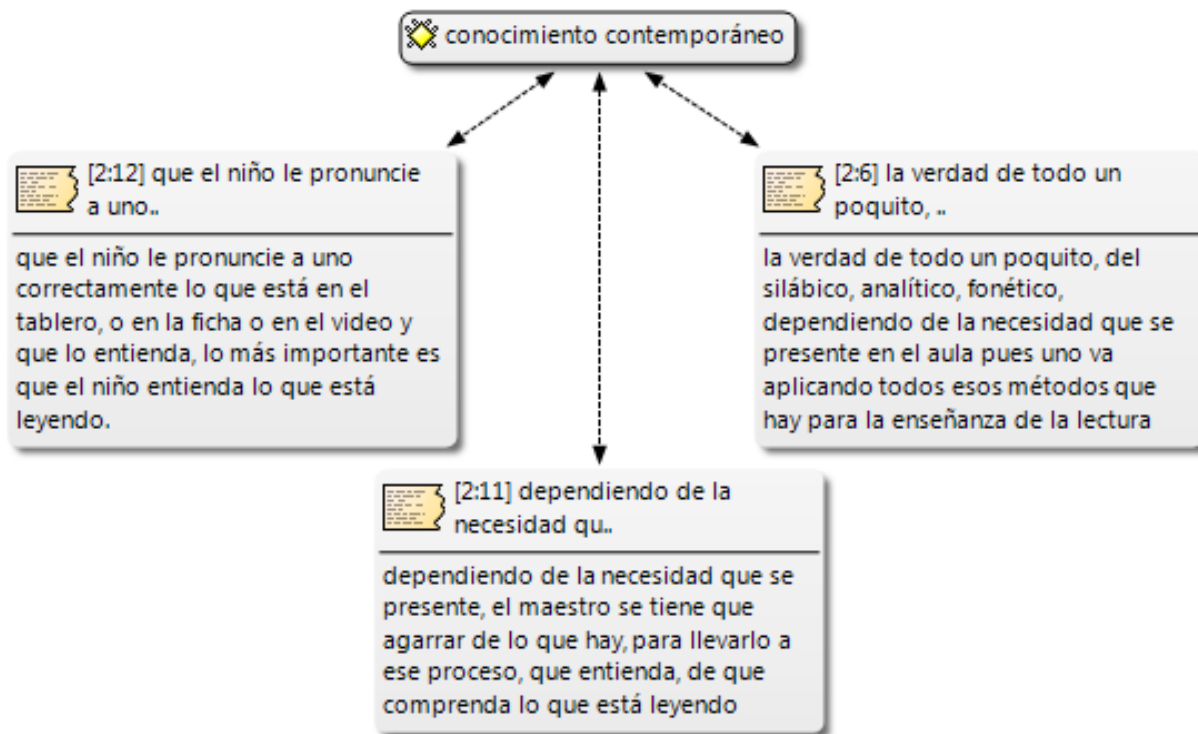 conocimiento contemporáneo
[2:12] que el niño le pronuncie
a uno..
que el niño le pronuncie a uno
correctamente lo que está en el
tablero, o en la ficha o en el video y
que lo entienda, lo más importante es
que el niño entienda lo que está
leyendo.
[2:6] la verdad de todo un
poquito, ..
la verdad de todo un poquito, del
silábico, analítico, fonético,
dependiendo de la necesidad que se
presente en el aula pues uno va
aplicando todos esos métodos que
hay para la enseñanza de la lectura
[2:11] dependiendo de la
necesidad qu..
dependiendo de la necesidad que se
presente, el maestro se tiene que
agarrar de lo que hay, para llevarlo a
ese proceso, que entienda, de que
comprenda lo que está leyendo